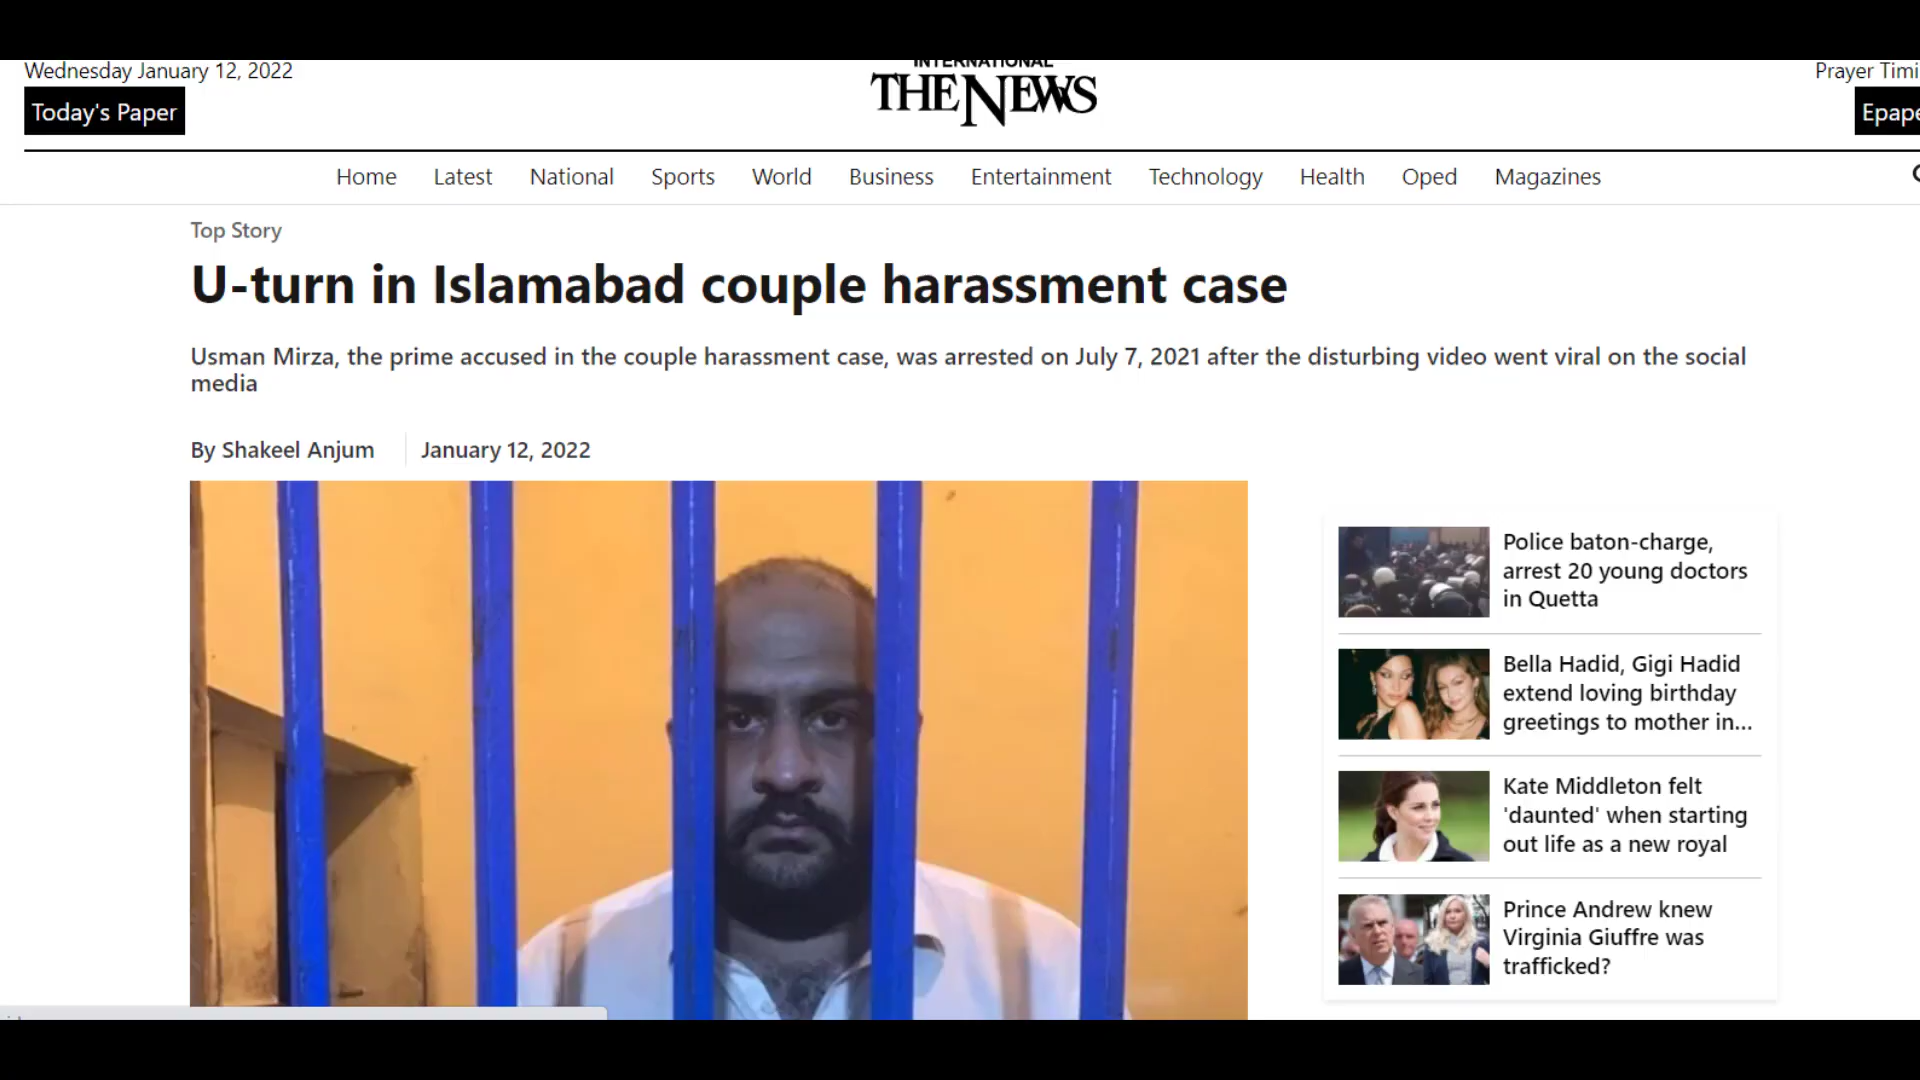 Wednesday January 12, 2022
INTERNATIONAL
THE NEWS
Prayer Timi
Today's Paper
Epape
Home Latest National Sports World Business Entertainment Technology Health Oped Magazines
Top Story
U-turn in Islamabad couple harassment case
Usman Mirza, the prime accused in the couple harassment case, was arrested on July 7, 2021 after the disturbing video went viral on the social
media
By Shakeel Anjum January 12, 2022
Police baton-charge,
arrest 20 young doctors
in Quetta
Bella Hadid, Gigi Hadid
extend loving birthday
greetings to mother in...
Kate Middleton felt
'daunted' when starting
out life as a new royal
Prince Andrew knew
Virginia Giuffre was
trafficked?